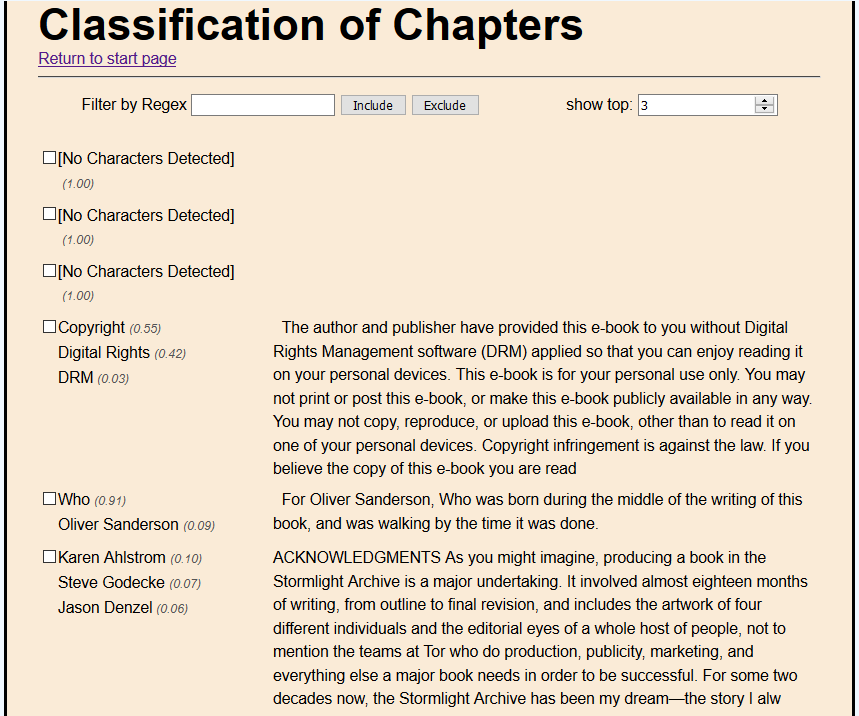 Classification of Chapters
Return to start page
Filter by Regex Include Exclude show top: 3
[No Characters Detected]
(1.00)
[No Characters Detected]
(1.00)
[No Characters Detected]
(1.00)
Copyright (0.55)
Digital Rights (0.42)
DRM (0.03)
The author and publisher have provided this e-book to you without Digital
Rights Management software (DRM) applied so that you can enjoy reading it
on your personal devices. This e-book is for your personal use only. You may
not print or post this e-book, or make this e-book publicly available in any way.
You may not copy, reproduce, or upload this e-book, other than to read it on
one of your personal devices. Copyright infringement is against the law. If you
believe the copy of this e-book you are read
Who (0.91)
Oliver Sanderson (0.09)
For Oliver Sanderson, Who was born during the middle of the writing of this
book, and was walking by the time it was done.
Karen Ahlstrom (0.10)
Steve Godecke (0.07)
Jason Denzel (0.06)
ACKNOWLEDGMENTS As you might imagine, producing a book in the
Stormlight Archive is a major undertaking. It involved almost eighteen months
of writing, from outline to final revision, and includes the artwork of four
different individuals and the editorial eyes of a whole host of people, not to
mention the teams at Tor who do production, publicity, marketing, and
everything else a major book needs in order to be successful. For some two
decades now, the Stormlight Archive has been my dream—the story I alw